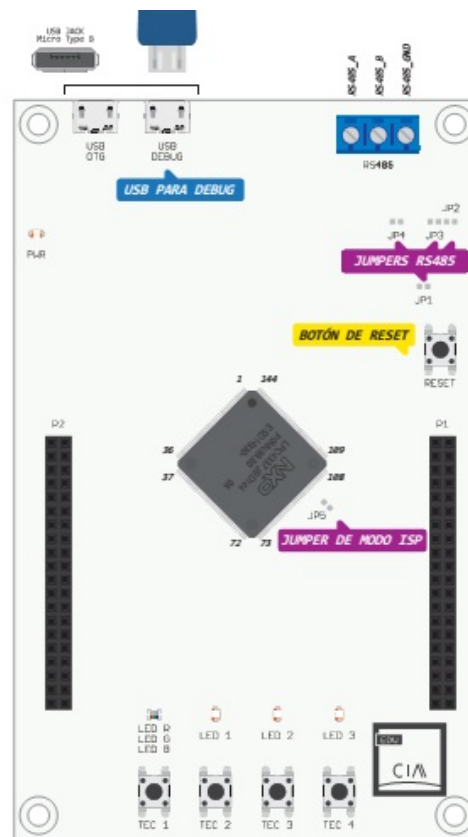 USB JACK
Micro Type B
RS485_A
RS485_B
RS485_GND
USB
OTG
USB
DEBUG
RS485
USB PARA DEBUG
PWR
JP2
JP4
JP3
JUMPERS RS485
JP1
BOTÓN DE RESET
RESET
1
144
P2
P1
36
109
37
108
NXP
JP5
72
73
JUMPER DE MODO ISP
LED R
LED G
LED B
LED 1
LED 2
LED 3
EDU
CIAA
TEC 1
TEC 2
TEC 3
TEC 4